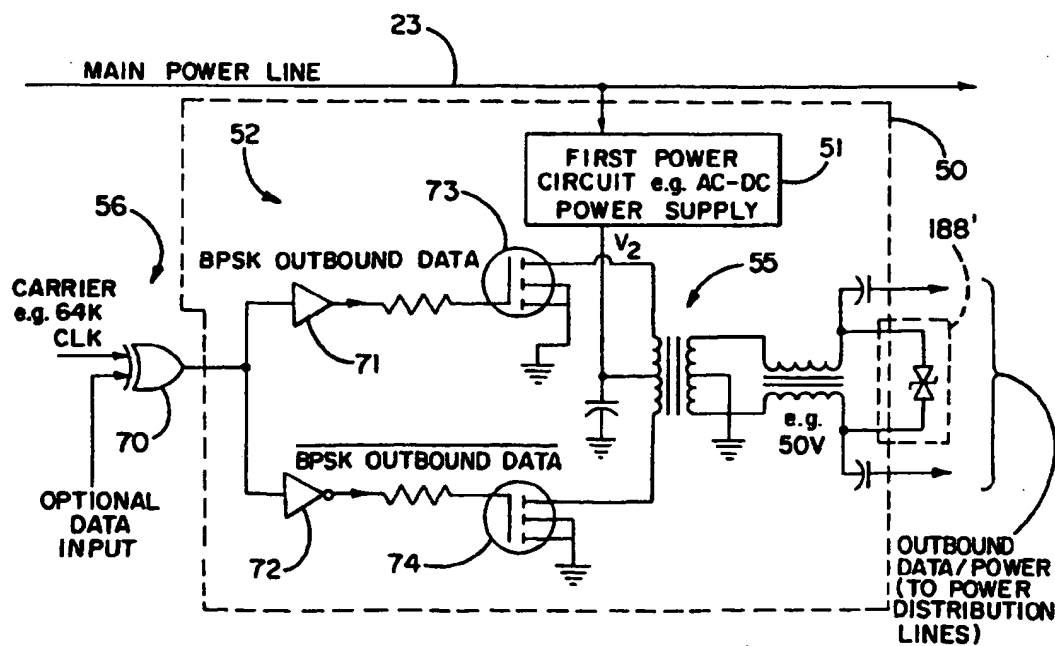 23
MAIN POWER LINE
52
FIRST POWER
CIRCUIT e.g. AC-DC
POWER SUPPLY
51
50
56
73
V2
188'
BPSK OUTBOUND DATA
55
CARRIER
e.g. 64K
CLK
71
70
e.g.
50V
BPSK OUTBOUND DATA
OPTIONAL
DATA
INPUT
72
74
OUTBOUND
DATA/POWER
(TO POWER
DISTRIBUTION
LINES)